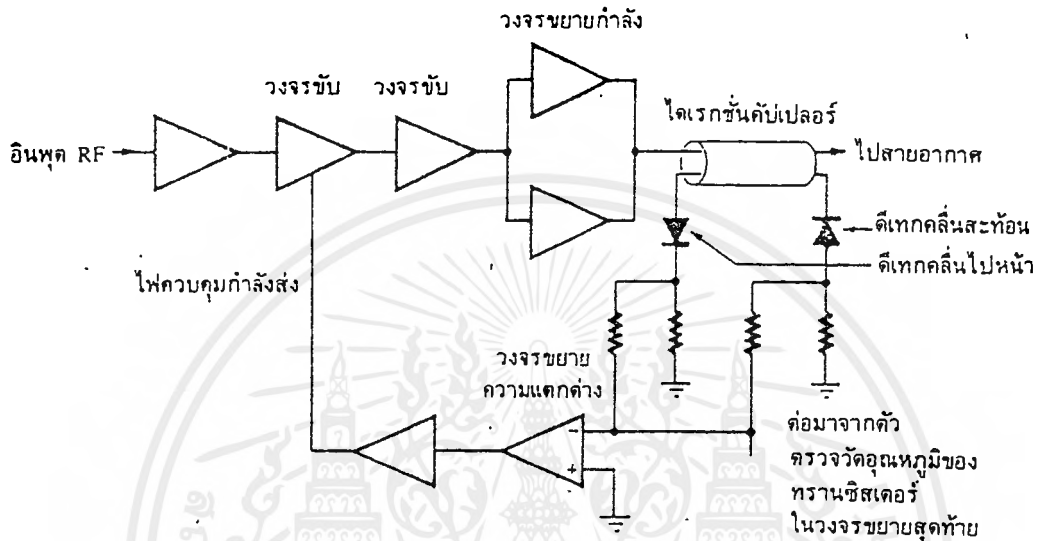 วงจรขยายกำลัง
วงจรขับ
วงจรขับ
ไดเรกชั่นคัปเปลอร์
อินพุต RF
ไปสายอากาศ
ดีเทกคลื่นสะท้อน
ดีเทกคลื่นไปหน้า
ไฟควบคุมกำลังส่ง
วงจรขยาย
ความแตกต่าง
-
+
ต่อมาจากตัว
ตรวจวัดอุณหภูมิของ
ทรานซิสเตอร์
ในวงจรขยายสุดท้าย